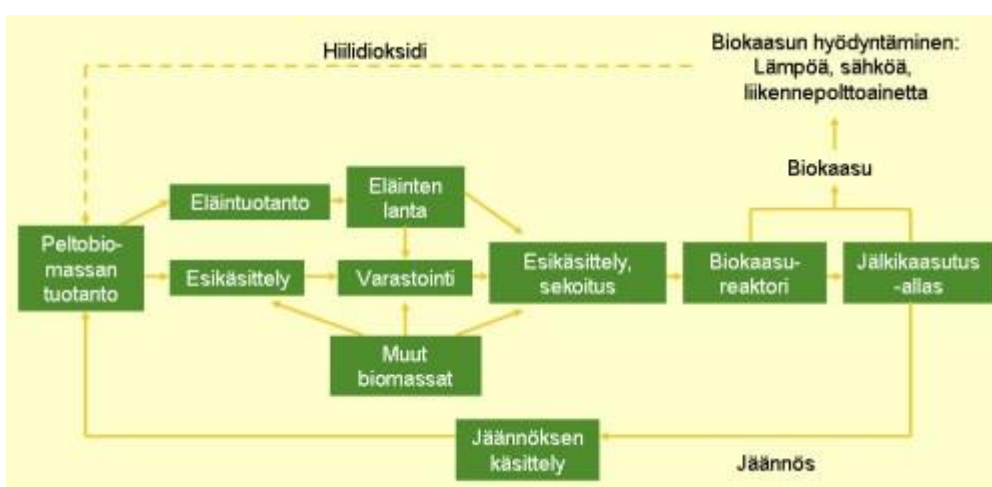 Hiilidioksidi
Biokaasun hyödyntäminen:
Lämpöä, sähköä,
liikennepolttoainetta
Biokaasu
Eläintuotanto
Eläinten
lanta
Peltobio-
massan
tuotanto
Esikäsittely
Varastointi
Esikäsittely,
sekoitus
Biokaasu-
reaktori
Jälkikaasutus
-allas
Muut
biomassat
Jäännöksen
käsittely
Jäännös